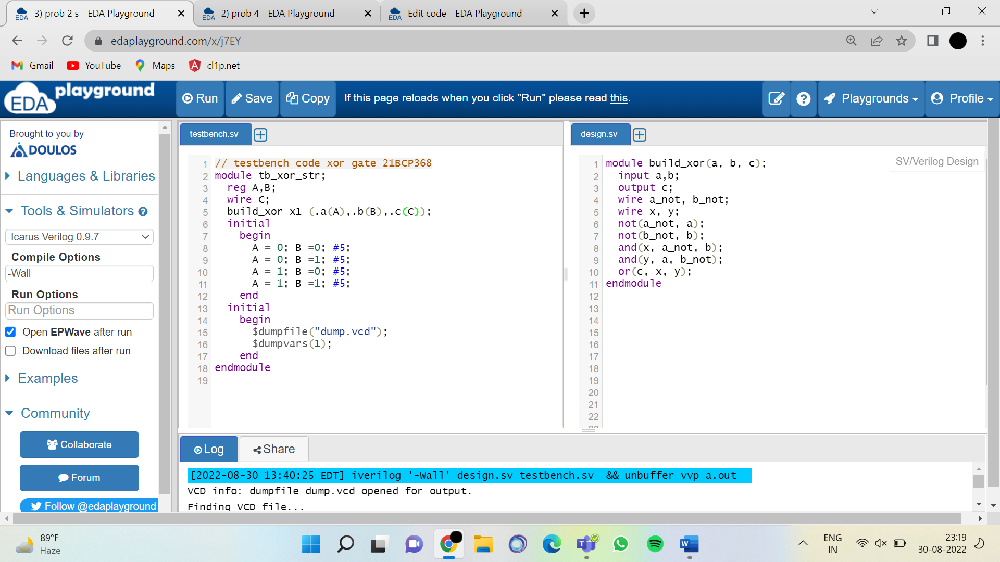 3) prob 2 s - EDA Playground
2) prob 4 - EDA Playground
Edit code - EDA Playground
edaplayground.com/x/j7EY
Gmail YouTube Maps cl1p.net
EDA playground Run Save Copy If this page reloads when you click "Run" please read this. Playgrounds Profile
Brought to you by
DOULOS
Languages & Libraries
Tools & Simulators
Icarus Verilog 0.9.7
Compile Options
-Wall
Run Options
Run Options
Open EPWave after run
Download files after run
Examples
Community
Collaborate
Forum
Follow @edaplayground
testbench.sv
1 // testbench code xor gate 21BCP368
2 module tb_xor_str;
3 reg A,B;
4 wire C;
5 build_xor x1 (.a(A),.b(B),.c(C));
6 initial
7 begin
8 A = 0; B =0; #5;
9 A = 0; B =1; #5;
10 A = 1; B =0; #5;
11 A = 1; B =1; #5;
12 end
13 initial
14 begin
15 $dumpfile("dump.vcd");
16 $dumpvars(1);
17 end
18 endmodule
19
design.sv
SV/Verilog Design
1 module build_xor(a, b, c);
2 input a,b;
3 output c;
4 wire a_not, b_not;
5 wire x, y;
6 not(a_not, a);
7 not(b_not, b);
8 and(x, a_not, b);
9 and(y, a, b_not);
10 or(c, x, y);
11 endmodule
12
13
14
15
16
17
18
19
20
21
22
Log Share
[2022-08-30 13:40:25 EDT] iverilog '-Wall' design.sv testbench.sv && unbuffer vvp a.out
VCD info: dumpfile dump.vcd opened for output.
Finding VCD file...
89°F
Haze
ENG
IN
23:19
30-08-2022